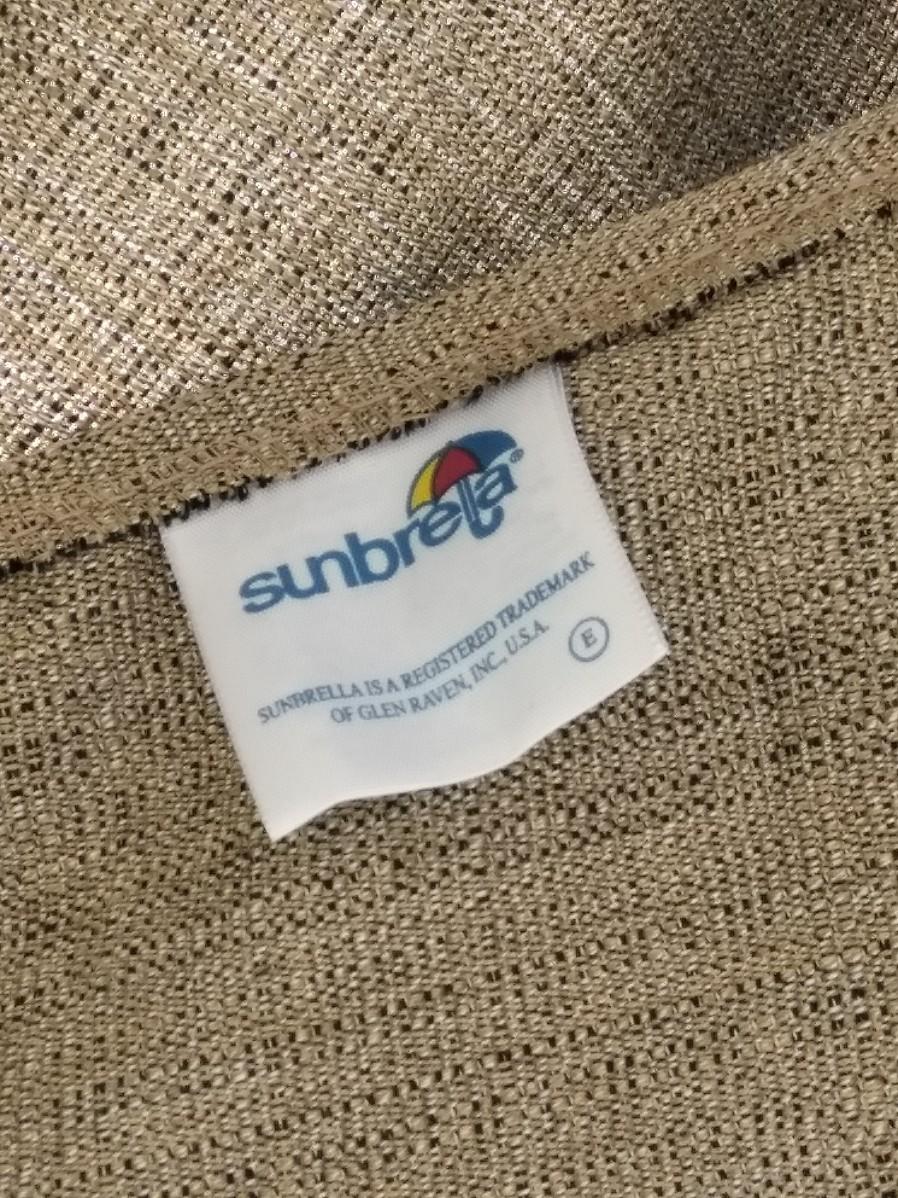 sunbrella®
SUNBRELLA IS A REGISTERED TRADEMARK
OF GLEN RAVEN, INC., U.S.A.
E